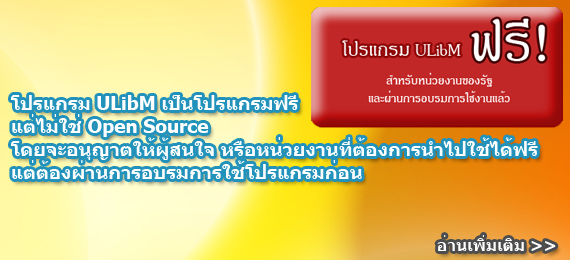 โปรแกรม ULibM ฟรี!
สำหรับหน่วยงานของรัฐ
และผ่านการอบรมการใช้งานแล้ว
โปรแกรม ULibM เป็นโปรแกรมฟรี
แต่ไม่ใช่ Open Source
โดยจะอนุญาตให้ผู้สนใจ หรือหน่วยงานที่ต้องการนำไปใช้ได้ฟรี
แต่ต้องผ่านการอบรมการใช้โปรแกรมก่อน
อ่านเพิ่มเติม >>